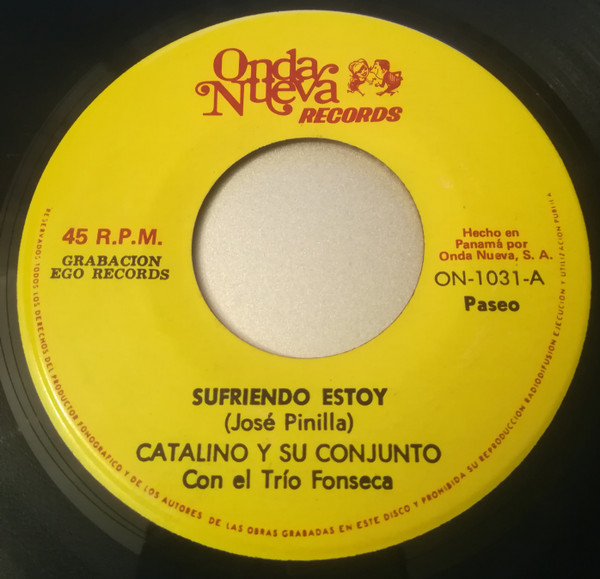 Onda
Nueva
RECORDS
45 R.P.M.
GRABACION
EGO RECORDS
Hecho en
Panamá por
Onda Nueva, S. A.
ON-1031-A
Paseo
SUFRIENDO ESTOY
(José Pinilla)
CATALINO Y SU CONJUNTO
Con el Trío Fonseca
RESERVADOS TODOS LOS DERECHOS DEL PRODUCTOR FONOGRAFICO Y DE LOS AUTORES DE LAS OBRAS GRABADAS EN ESTE DISCO Y PROHIBIDA SU REPRODUCCION RADIODIFUSION EJECUCION Y UTILIZACION PUBLICA